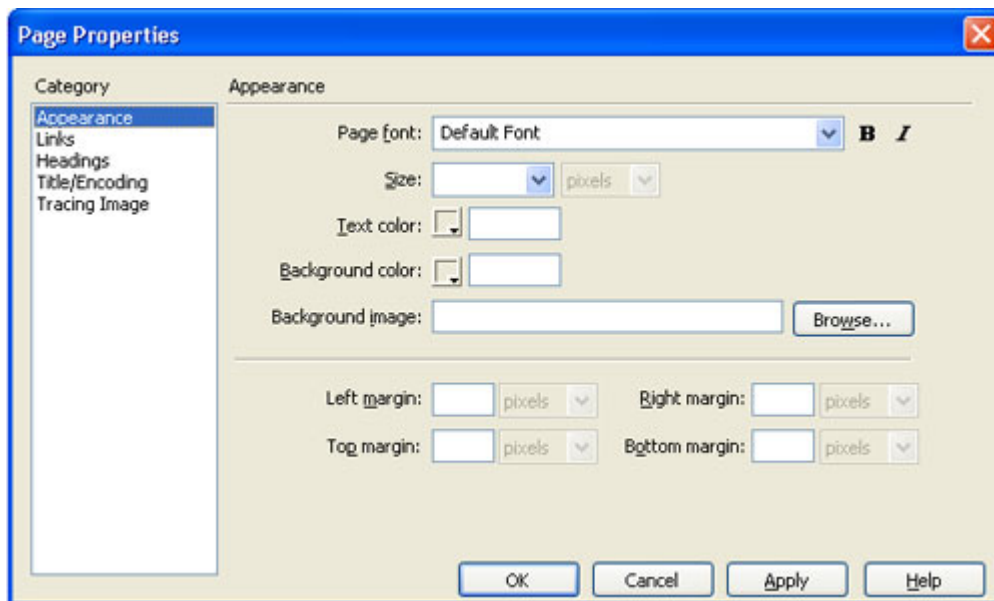 Page Properties
Category
Appearance
Links
Headings
Title/Encoding
Tracing Image
Appearance
Page font: Default Font B I
Size: pixels
Text color:
Background color:
Background image: Browse...
Left margin: pixels Right margin: pixels
Top margin: pixels Bottom margin: pixels
OK Cancel Apply Help